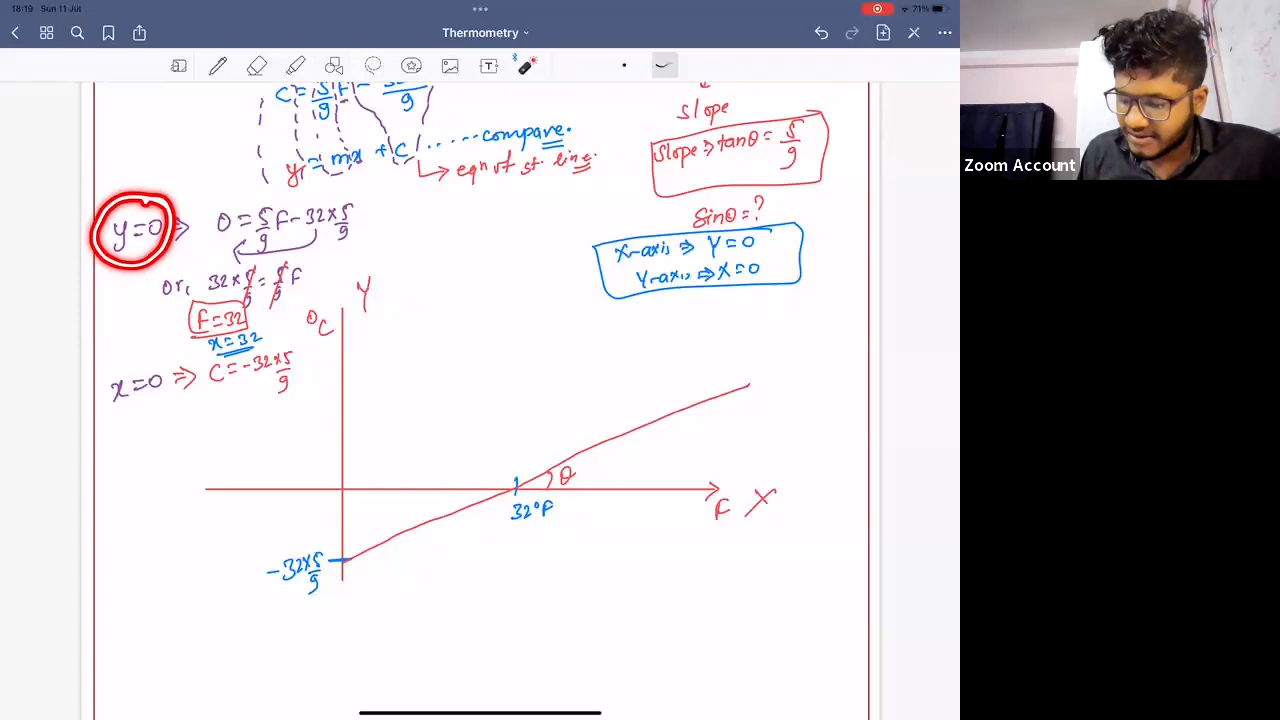 18:19 Sun 11 Jul
71%
Thermometry
C = 5/9 F - 
y = mx + C ...... compare.
↳ eqn of st. line.
Slope
Slope ⇒ tanθ = 5/9
Sinθ = ?
X-axis ⇒ Y = 0
Y-axis ⇒ X = 0
y=0 ⇒ 0 = 5/9 F - 32×5/9
or, 32×5/9 = 5/9 F
F = 32
x = 32
x=0 ⇒ C = -32×5/9
Y
°C
θ
32°F
F X
-32×5/9
Zoom Account